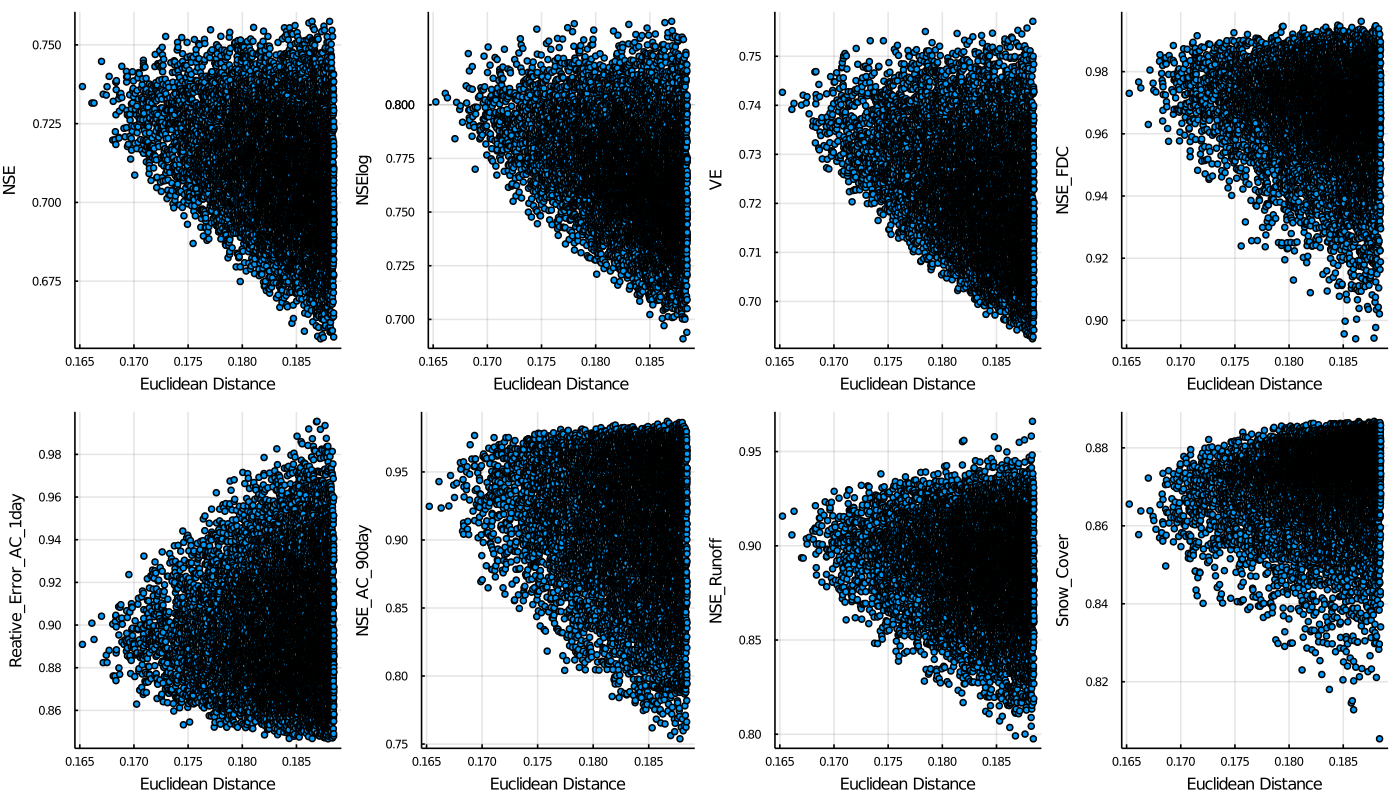 NSE
0.750
0.725
0.700
0.675
0.165 0.170 0.175 0.180 0.185
Euclidean Distance
NSElog
0.800
0.775
0.750
0.725
0.700
0.165 0.170 0.175 0.180 0.185
Euclidean Distance
VE
0.75
0.74
0.73
0.72
0.71
0.70
0.165 0.170 0.175 0.180 0.185
Euclidean Distance
NSE_FDC
0.98
0.96
0.94
0.92
0.90
0.165 0.170 0.175 0.180 0.185
Euclidean Distance
Reative_Error_AC_1day
0.98
0.96
0.94
0.92
0.90
0.88
0.86
0.165 0.170 0.175 0.180 0.185
Euclidean Distance
NSE_AC_90day
0.95
0.90
0.85
0.80
0.75
0.165 0.170 0.175 0.180 0.185
Euclidean Distance
NSE_Runoff
0.95
0.90
0.85
0.80
0.165 0.170 0.175 0.180 0.185
Euclidean Distance
Snow_Cover
0.88
0.86
0.84
0.82
0.165 0.170 0.175 0.180 0.185
Euclidean Distance